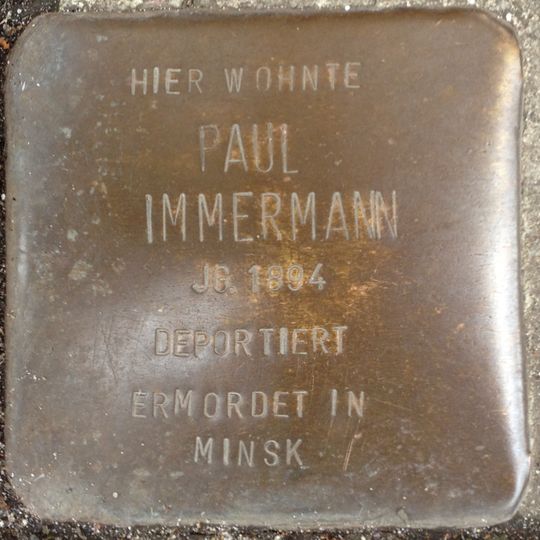 HIER WOHNTE
PAUL
IMMERMANN
JG. 1894
DEPORTIERT
ERMORDET IN
MINSK